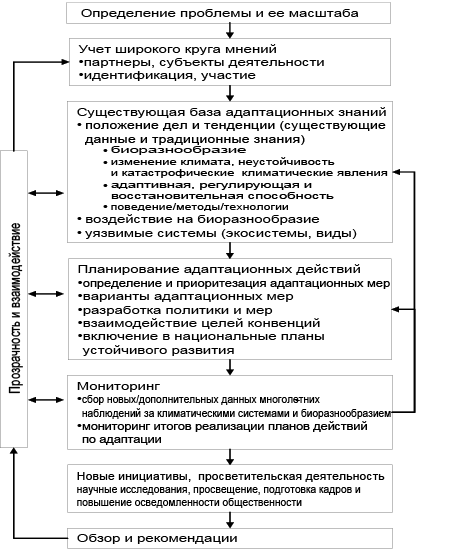 Определение проблемы и ее масштаба
Учет широкого круга мнений
•партнеры, субъекты деятельности
•идентификация, участие
Существующая база адаптационных знаний
• положение дел и тенденции (существующие
данные и традиционные знания)
• биоразнообразие
• изменение климата, неустойчивость
и катастрофические климатические явления
• адаптивная, регулирующая и
восстановительная способность
• поведение/методы/технологии
• воздействие на биоразнообразие
• уязвимые системы (экосистемы, виды)
Прозрачность и взаимодействие
Планирование адаптационных действий
•определение и приоритезация адаптационных мер
•варианты адаптационных мер
•разработка политики и мер
•взаимодействие целей конвенций
•включение в национальные планы
устойчивого развития
Мониторинг
•сбор новых/дополнительных данных многолетних
наблюдений за климатическими системами и биоразнообразием
•мониторинг итогов реализации планов действий
по адаптации
Новые инициативы, просветительская деятельность
научные исследования, просвещение, подготовка кадров и
повышение осведомленности общественности
Обзор и рекомендации